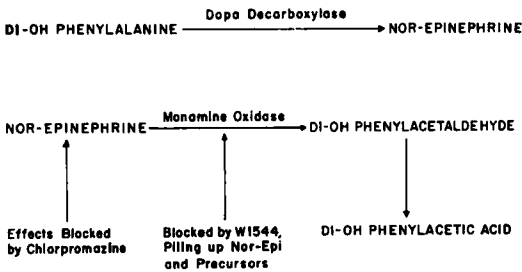 Dopa Decarboxylase
DI-OH PHENYLALANINE NOR-EPINEPHRINE
Monamine Oxidase
NOR-EPINEPHRINE DI-OH PHENYLACETALDEHYDE
Effects Blocked
by Chlorpromazine
Blocked by W1544,
Piling up Nor-Epi
and Precursors
DI-OH PHENYLACETIC ACID